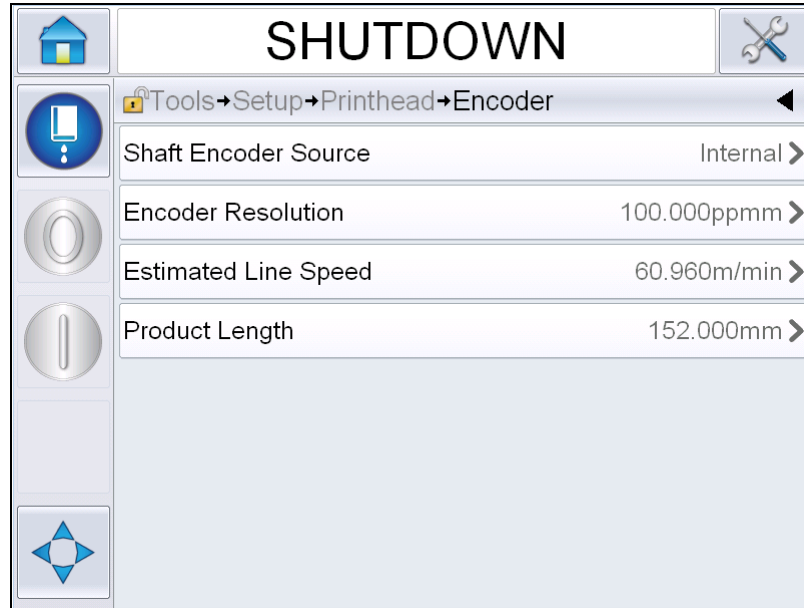 SHUTDOWN
Tools→Setup→Printhead→Encoder
Shaft Encoder Source Internal
Encoder Resolution 100.000ppmm
Estimated Line Speed 60.960m/min
Product Length 152.000mm